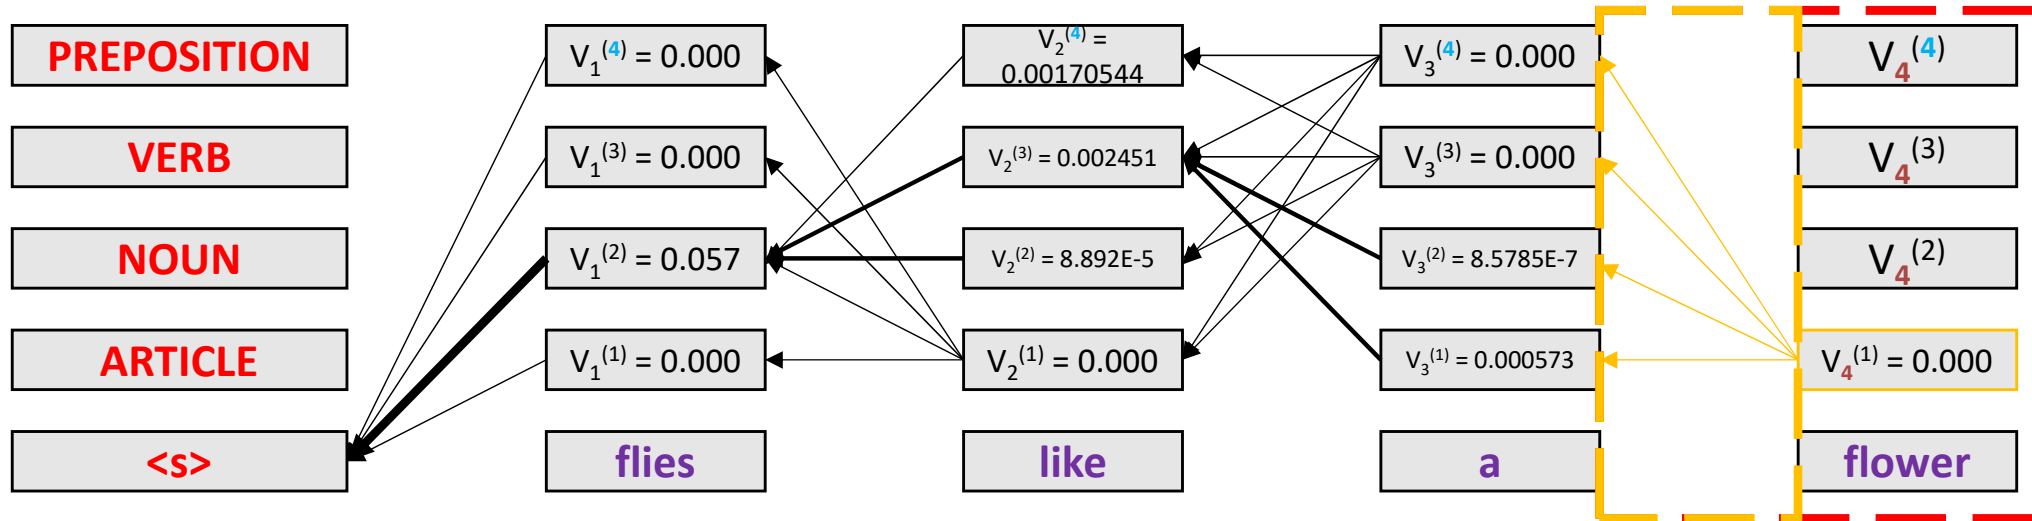 PREPOSITION
V₁⁽⁴⁾ = 0.000
V₂⁽⁴⁾ =
0.00170544
V₃⁽⁴⁾ = 0.000
V₄⁽⁴⁾
VERB
V₁⁽³⁾ = 0.000
V₂⁽³⁾ = 0.002451
V₃⁽³⁾ = 0.000
V₄⁽³⁾
NOUN
V₁⁽²⁾ = 0.057
V₂⁽²⁾ = 8.892E-5
V₃⁽²⁾ = 8.5785E-7
V₄⁽²⁾
ARTICLE
V₁⁽¹⁾ = 0.000
V₂⁽¹⁾ = 0.000
V₃⁽¹⁾ = 0.000573
V₄⁽¹⁾ = 0.000
<s>
flies
like
a
flower